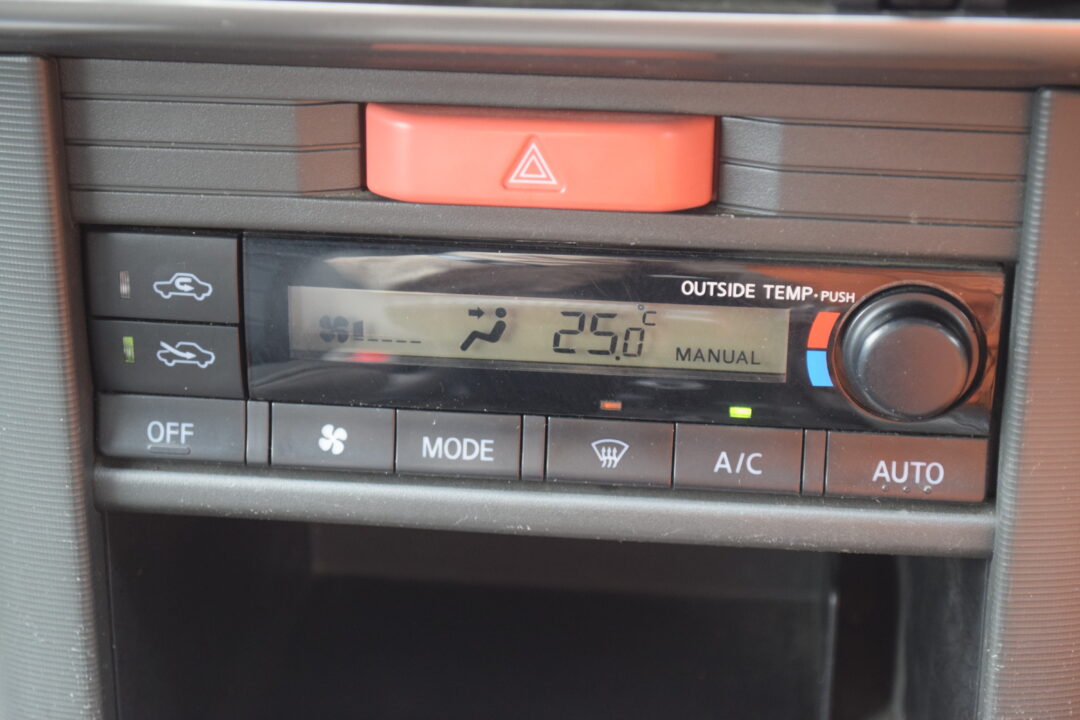 OUTSIDE TEMP·PUSH
25.0°C
MANUAL
OFF
MODE
A/C
AUTO